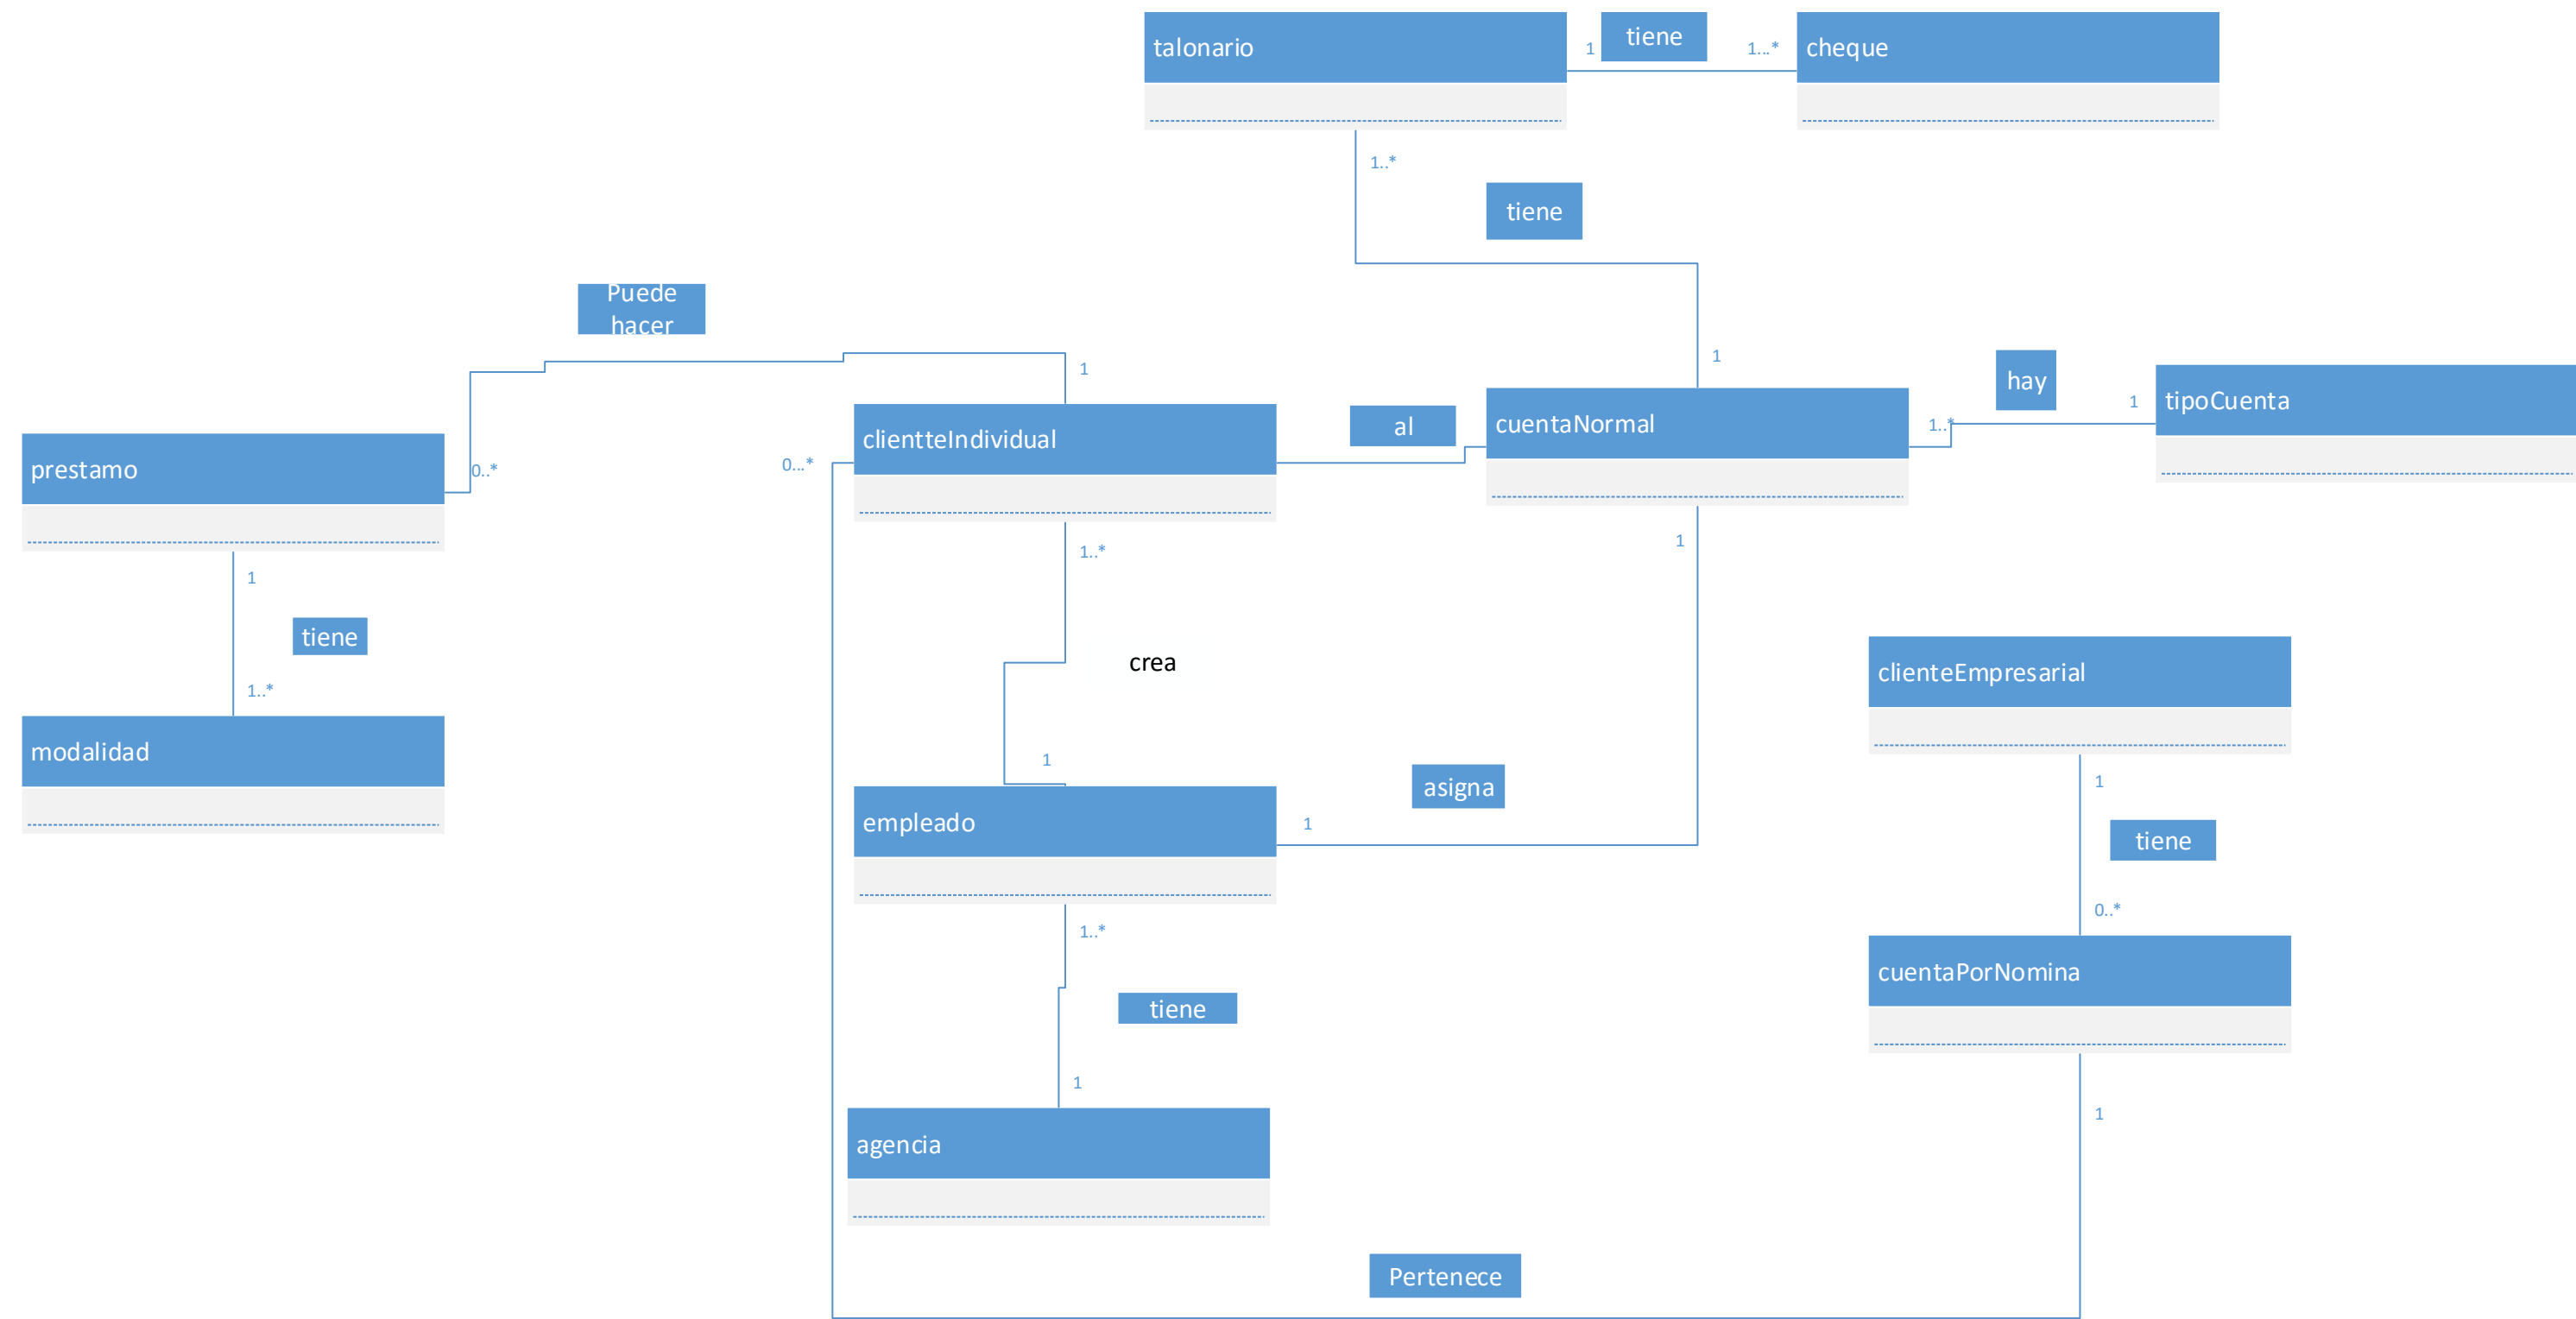 talonario
1
tiene
1...*
cheque
1..*
tiene
Puede
hacer
1
1
hay
1
tipoCuenta
clientteIndividual
al
cuentaNormal
1..*
prestamo
0..*
0...*
1..*
1
1
tiene
1..*
crea
clienteEmpresarial
modalidad
1
asigna
1
empleado
1
tiene
1..*
0..*
cuentaPorNomina
tiene
1
1
agencia
Pertenece